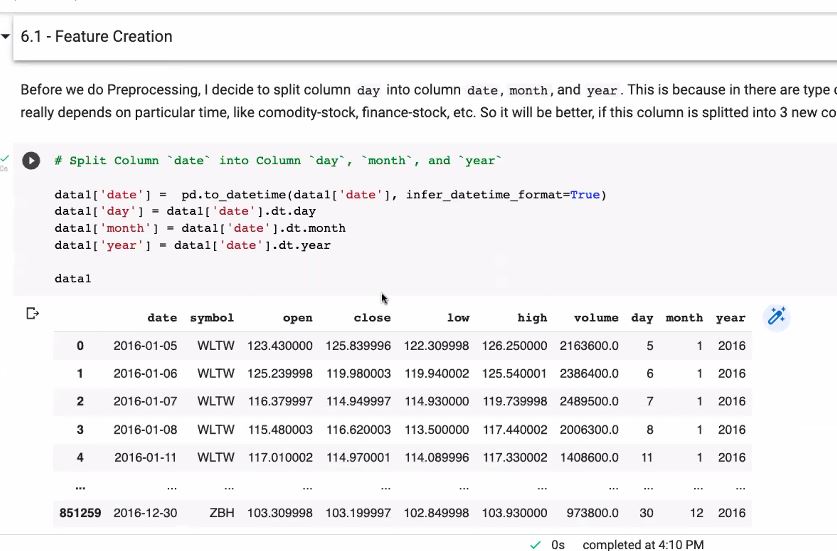 6.1 - Feature Creation
Before we do Preprocessing, I decide to split column day into column date, month, and year. This is because in there are type
really depends on particular time, like comodity-stock, finance-stock, etc. So it will be better, if this column is splitted into 3 new
# Split Column `date` into Column `day`, `month`, and `year`
data1['date'] = pd.to_datetime(data1['date'], infer_datetime_format=True)
data1['day'] = data1['date'].dt.day
data1['month'] = data1['date'].dt.month
data1['year'] = data1['date'].dt.year
data1
date symbol open close low high volume day month year
0 2016-01-05 WLTW 123.430000 125.839996 122.309998 126.250000 2163600.0 5 1 2016
1 2016-01-06 WLTW 125.239998 119.980003 119.940002 125.540001 2386400.0 6 1 2016
2 2016-01-07 WLTW 116.379997 114.949997 114.930000 119.739998 2489500.0 7 1 2016
3 2016-01-08 WLTW 115.480003 116.620003 113.500000 117.440002 2006300.0 8 1 2016
4 2016-01-11 WLTW 117.010002 114.970001 114.089996 117.330002 1408600.0 11 1 2016
... ... ... ... ... ... ... ... ... ... ...
851259 2016-12-30 ZBH 103.309998 103.199997 102.849998 103.930000 973800.0 30 12 2016
0s completed at 4:10 PM